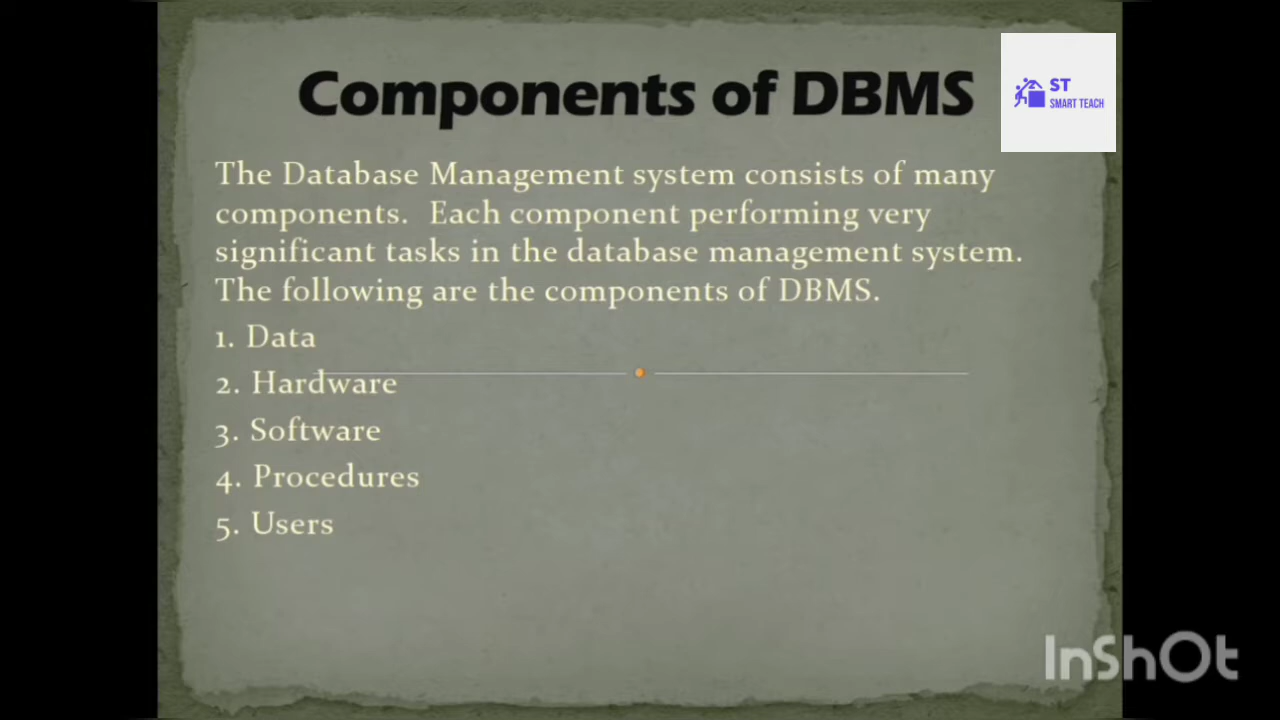 Components of DBMS
ST
SMART TEACH
The Database Management system consists of many
components.  Each component performing very
significant tasks in the database management system.
The following are the components of DBMS.
1. Data
2. Hardware
3. Software
4. Procedures
5. Users
InShOt